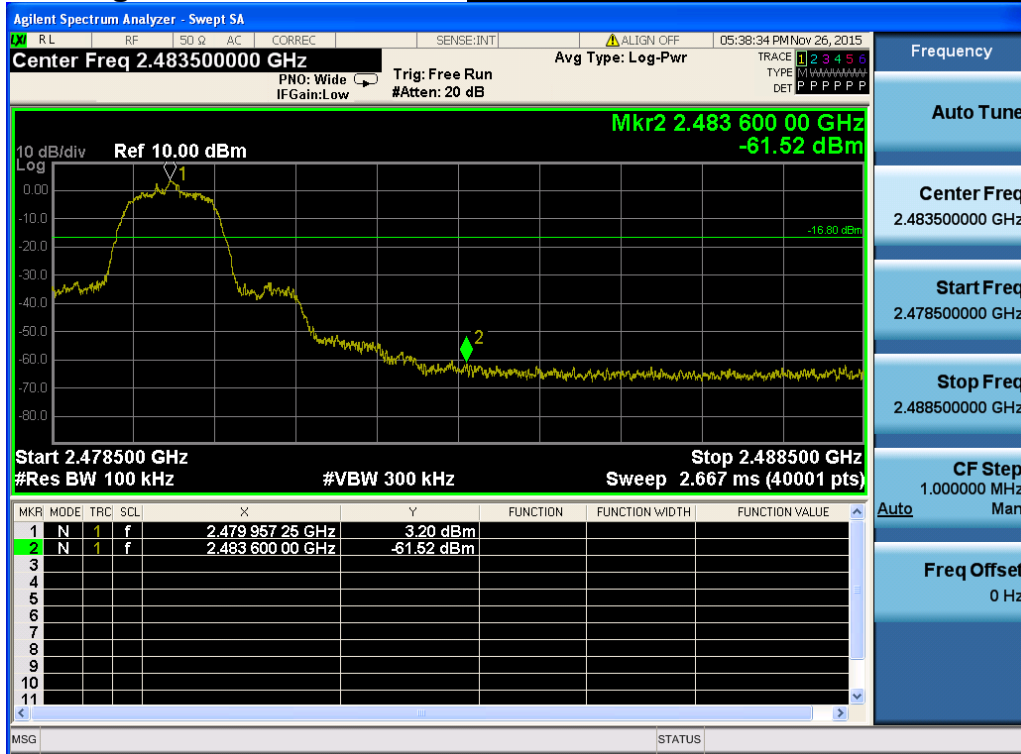 Agilent Spectrum Analyzer - Swept SA
LXI RL RF 50 Ω AC CORREC SENSE:INT ALIGN OFF 05:38:34 PM Nov 26, 2015
Center Freq 2.483500000 GHz
PNO: Wide
IFGain:Low
Trig: Free Run
#Atten: 20 dB
Avg Type: Log-Pwr
TRACE 1 2 3 4 5 6
TYPE M
DET P P P P P P
Mkr2 2.483 600 00 GHz
-61.52 dBm
10 dB/div Ref 10.00 dBm
Log
1
0.00
-10.0
-16.80 dBm
-20.0
-30.0
-40.0
-50.0
2
-60.0
-70.0
-80.0
Start 2.478500 GHz Stop 2.488500 GHz
#Res BW 100 kHz #VBW 300 kHz Sweep 2.667 ms (40001 pts)
MKR MODE TRC SCL X Y FUNCTION FUNCTION WIDTH FUNCTION VALUE
1 N 1 f 2.479 957 25 GHz 3.20 dBm
2 N 1 f 2.483 600 00 GHz -61.52 dBm
3
4
5
6
7
8
9
10
11
MSG STATUS
Frequency
Auto Tune
Center Freq
2.483500000 GHz
Start Freq
2.478500000 GHz
Stop Freq
2.488500000 GHz
CF Step
1.000000 MHz
Auto Man
Freq Offset
0 Hz